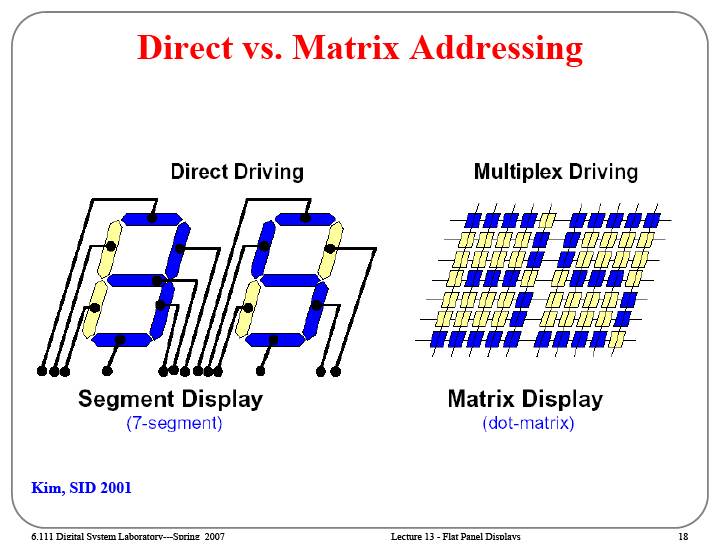 Direct vs. Matrix Addressing
Direct Driving
Multiplex Driving
Segment Display
(7-segment)
Matrix Display
(dot-matrix)
Kim, SID 2001
6.111 Digital System Laboratory---Spring 2007
Lecture 13 - Flat Panel Displays
18